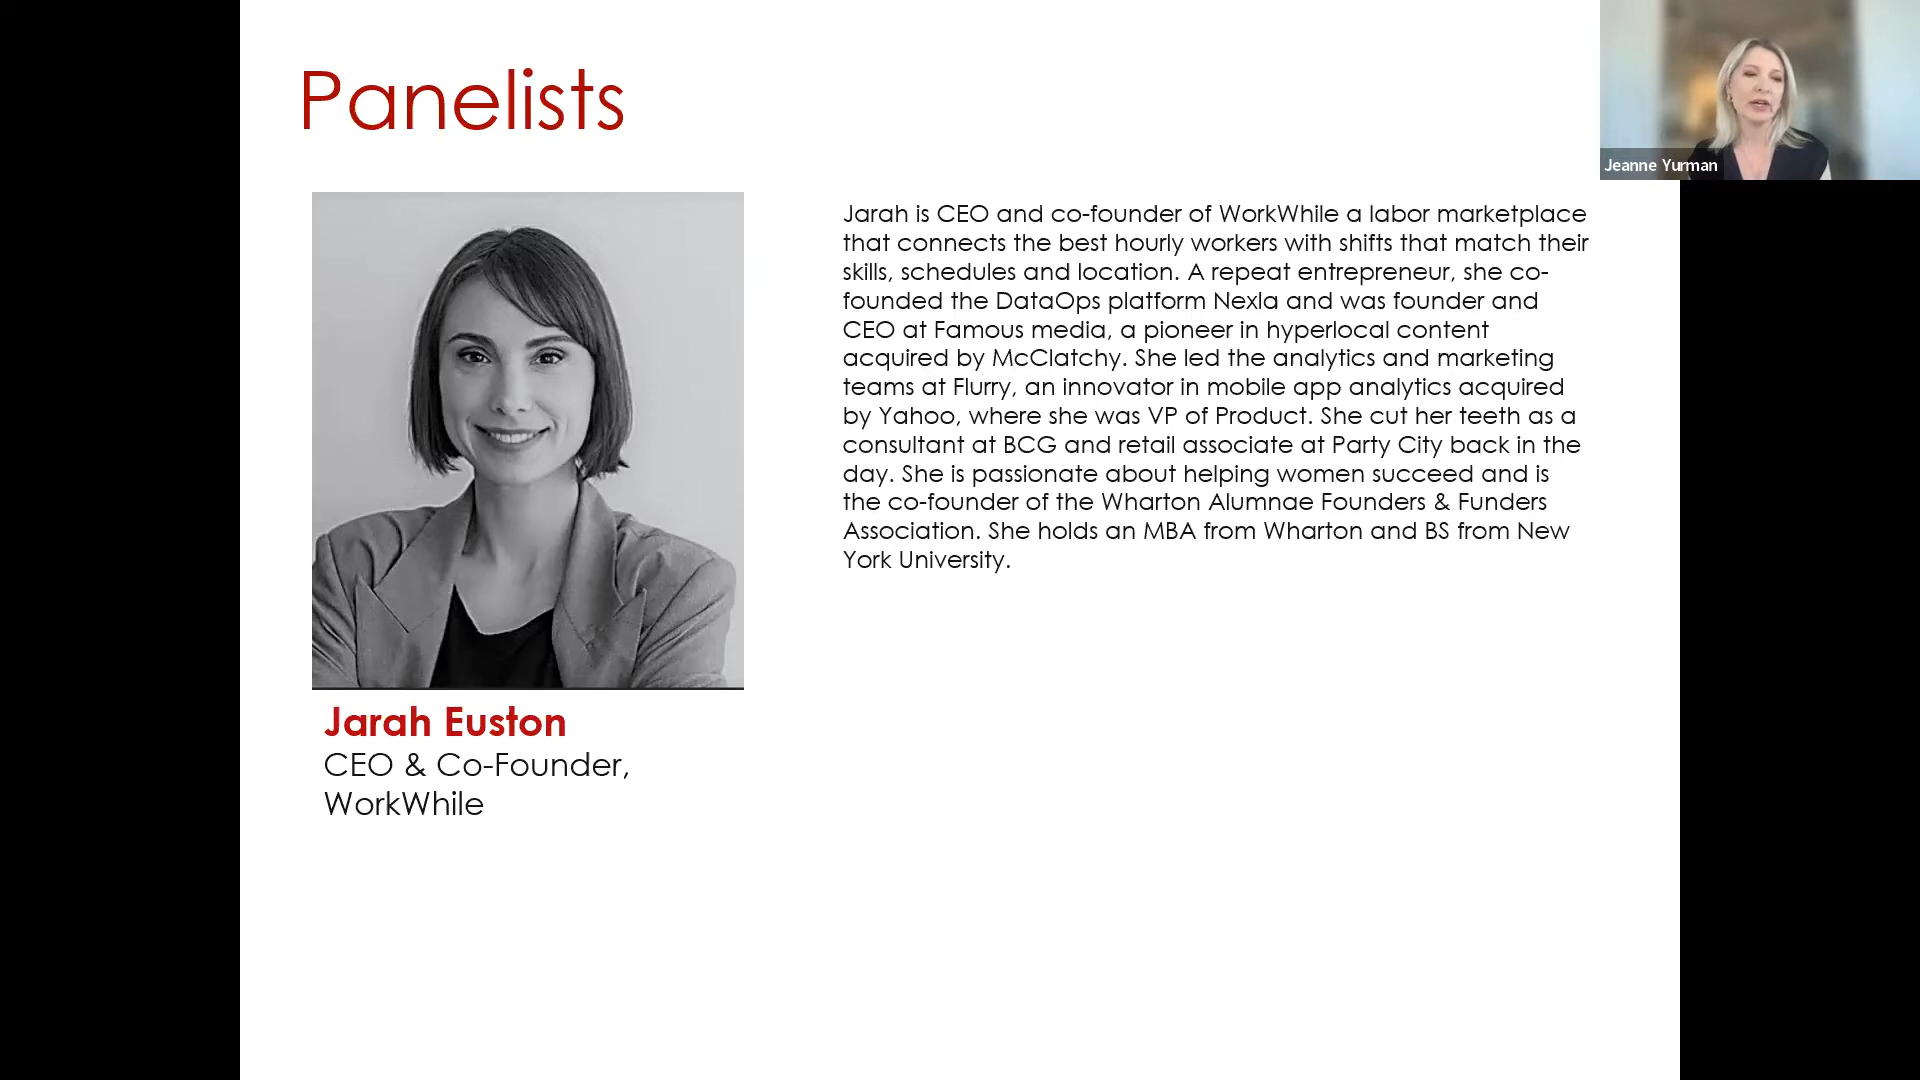 Panelists
Jeanne Yurman
Jarah is CEO and co-founder of WorkWhile a labor marketplace
that connects the best hourly workers with shifts that match their
skills, schedules and location. A repeat entrepreneur, she co-
founded the DataOps platform Nexla and was founder and
CEO at Famous media, a pioneer in hyperlocal content
acquired by McClatchy. She led the analytics and marketing
teams at Flurry, an innovator in mobile app analytics acquired
by Yahoo, where she was VP of Product. She cut her teeth as a
consultant at BCG and retail associate at Party City back in the
day. She is passionate about helping women succeed and is
the co-founder of the Wharton Alumnae Founders & Funders
Association. She holds an MBA from Wharton and BS from New
York University.
Jarah Euston
CEO & Co-Founder,
WorkWhile